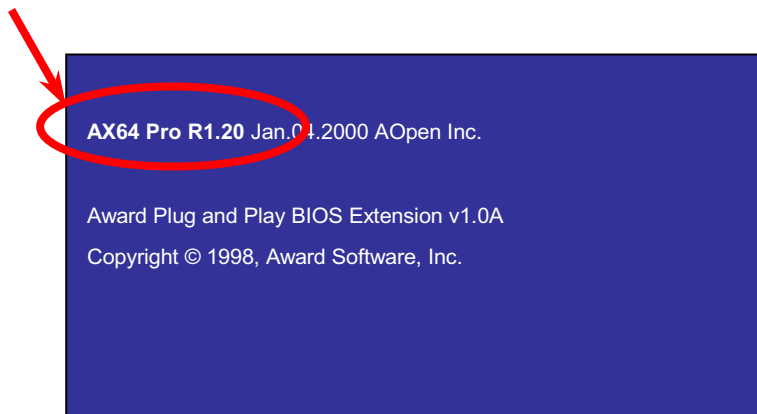 AX64 Pro R1.20 Jan.04.2000 AOpen Inc.
Award Plug and Play BIOS Extension v1.0A
Copyright © 1998, Award Software, Inc.